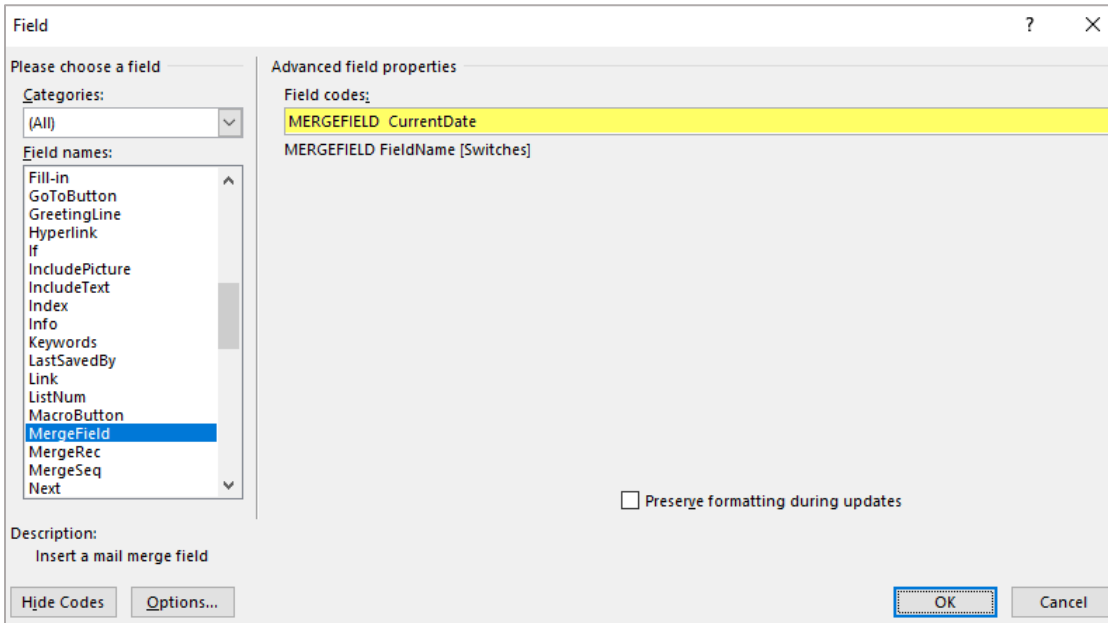 Field
?
Please choose a field
Categories:
(All)
Field names:
Fill-in
GoToButton
GreetingLine
Hyperlink
If
IncludePicture
IncludeText
Index
Info
Keywords
LastSavedBy
Link
ListNum
MacroButton
MergeField
MergeRec
MergeSeq
Next
Advanced field properties
Field codes:
MERGEFIELD  CurrentDate
MERGEFIELD FieldName [Switches]
Preserve formatting during updates
Description:
Insert a mail merge field
Hide Codes
Options...
OK
Cancel